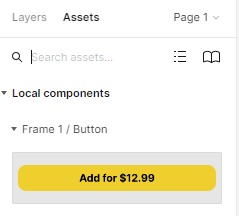 Layers Assets Page 1
Search assets...
Local components
Frame 1 / Button
Add for $12.99